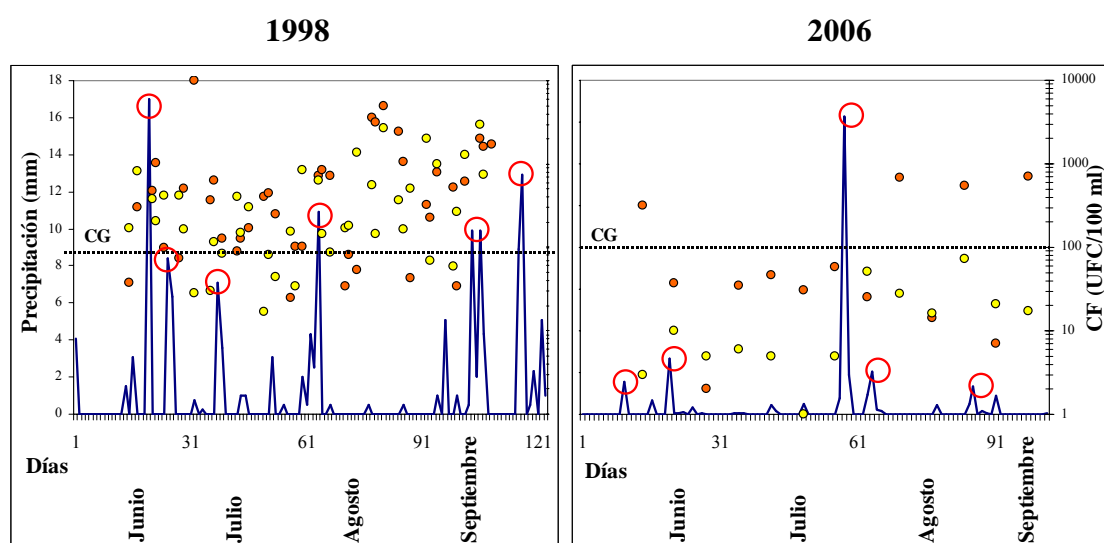 1998
2006
Precipitación (mm)
18
16
14
12
10
8
6
4
2
0
CG
1
31
61
91
121
Días
Junio
Julio
Agosto
Septiembre
CG
10000
1000
100
10
1
CF (UFC/100 ml)
1
31
61
91
Días
Junio
Julio
Agosto
Septiembre